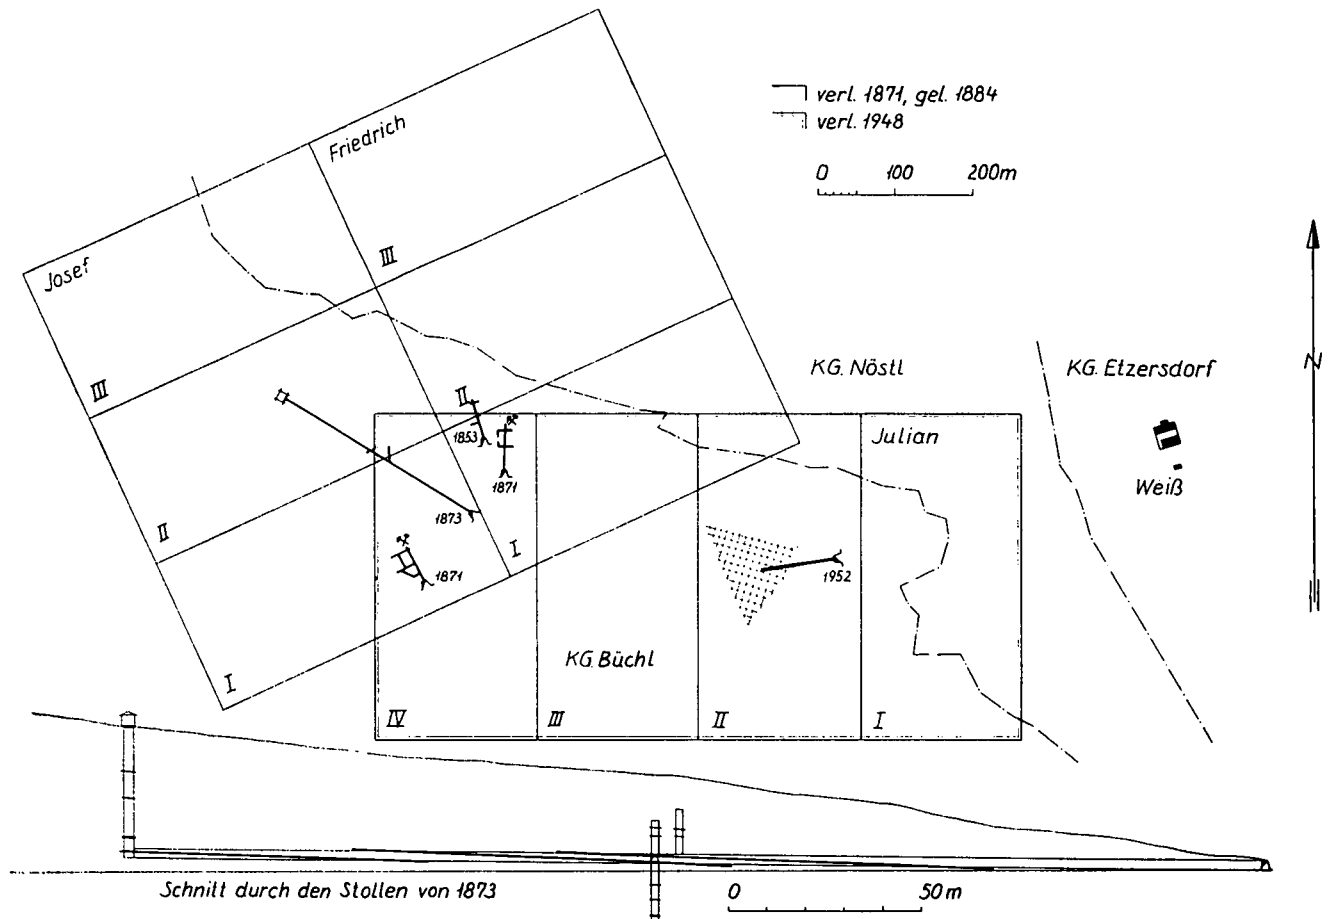 verl. 1871, gel. 1884
verl. 1948
0 100 200m
Friedrich
Josef
III
III
KG. Nöstl
KG. Etzersdorf
N
II
1853
Julian
1871
Weiß
1873
II
I
1871
1952
KG. Büchl
I
IV
III
II
I
Schnitt durch den Stollen von 1873
0 50 m